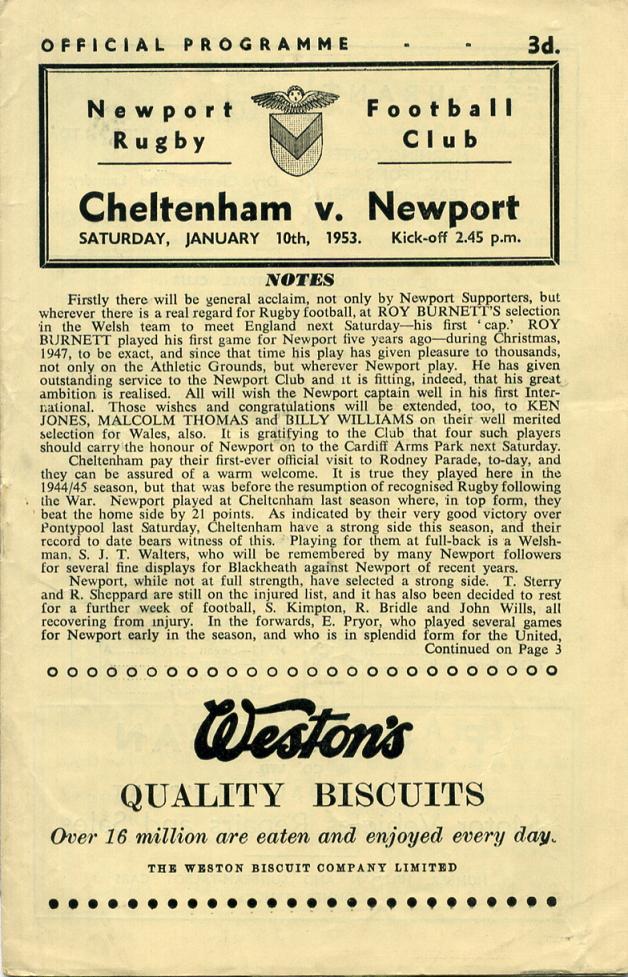 OFFICIAL PROGRAMME - - 3d.
Newport Football
Rugby Club
Cheltenham v. Newport
SATURDAY, JANUARY 10th, 1953. Kick-off 2.45 p.m.
NOTES
Firstly there will be general acclaim, not only by Newport Supporters, but
wherever there is a real regard for Rugby football, at ROY BURNETT'S selection
in the Welsh team to meet England next Saturday—his first 'cap.' ROY
BURNETT played his first game for Newport five years ago—during Christmas,
1947, to be exact, and since that time his play has given pleasure to thousands,
not only on the Athletic Grounds, but wherever Newport play. He has given
outstanding service to the Newport Club and it is fitting, indeed, that his great
ambition is realised. All will wish the Newport captain well in his first Inter-
national. Those wishes and congratulations will be extended, too, to KEN
JONES, MALCOLM THOMAS and BILLY WILLIAMS on their well merited
selection for Wales, also. It is gratifying to the Club that four such players
should carry the honour of Newport on to the Cardiff Arms Park next Saturday.
Cheltenham pay their first-ever official visit to Rodney Parade, to-day, and
they can be assured of a warm welcome. It is true they played here in the
1944/45 season, but that was before the resumption of recognised Rugby following
the War. Newport played at Cheltenham last season where, in top form, they
beat the home side by 21 points. As indicated by their very good victory over
Pontypool last Saturday, Cheltenham have a strong side this season, and their
record to date bears witness of this. Playing for them at full-back is a Welsh-
man, S. J. T. Walters, who will be remembered by many Newport followers
for several fine displays for Blackheath against Newport of recent years.
Newport, while not at full strength, have selected a strong side. T. Sterry
and R. Sheppard are still on the injured list, and it has also been decided to rest
for a further week of football, S. Kimpton, R. Bridle and John Wills, all
recovering from injury. In the forwards, E. Pryor, who played several games
for Newport early in the season, and who is in splendid form for the United,
Continued on Page 3
Weston's
QUALITY BISCUITS
Over 16 million are eaten and enjoyed every day.
THE WESTON BISCUIT COMPANY LIMITED